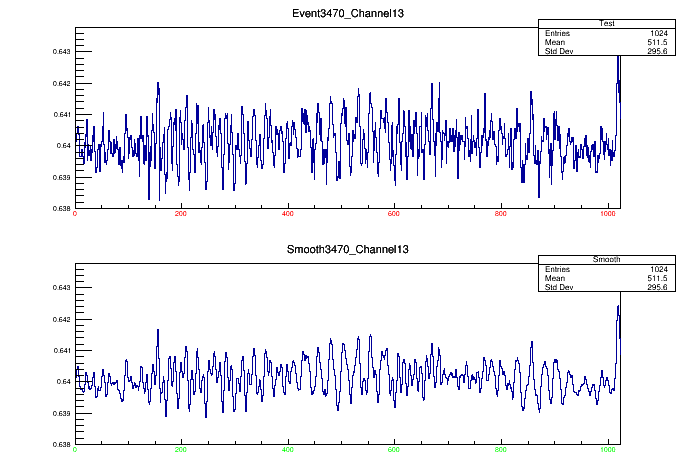 Event3470_Channel13
Test
Entries 1024
Mean 511.5
Std Dev 295.6
0.643
0.642
0.641
0.64
0.639
0.638
0 200 400 600 800 1000
Smooth3470_Channel13
Smooth
Entries 1024
Mean 511.5
Std Dev 295.6
0.643
0.642
0.641
0.64
0.639
0.638
0 200 400 600 800 1000